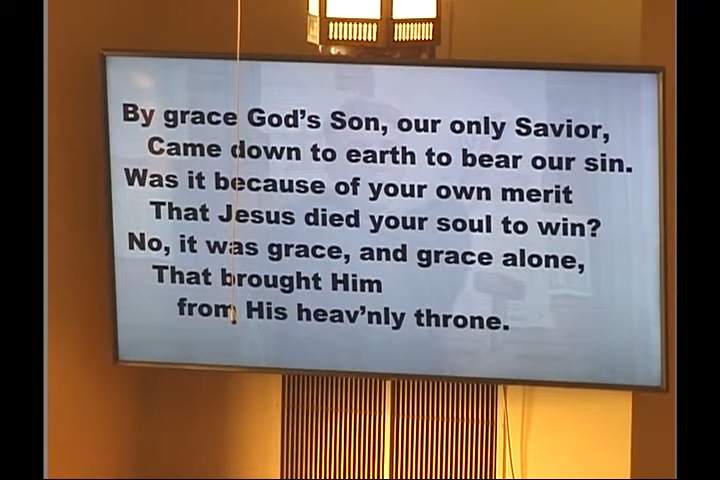 By grace God's Son, our only Savior,
Came down to earth to bear our sin.
Was it because of your own merit
That Jesus died your soul to win?
No, it was grace, and grace alone,
That brought Him
from His heav'nly throne.